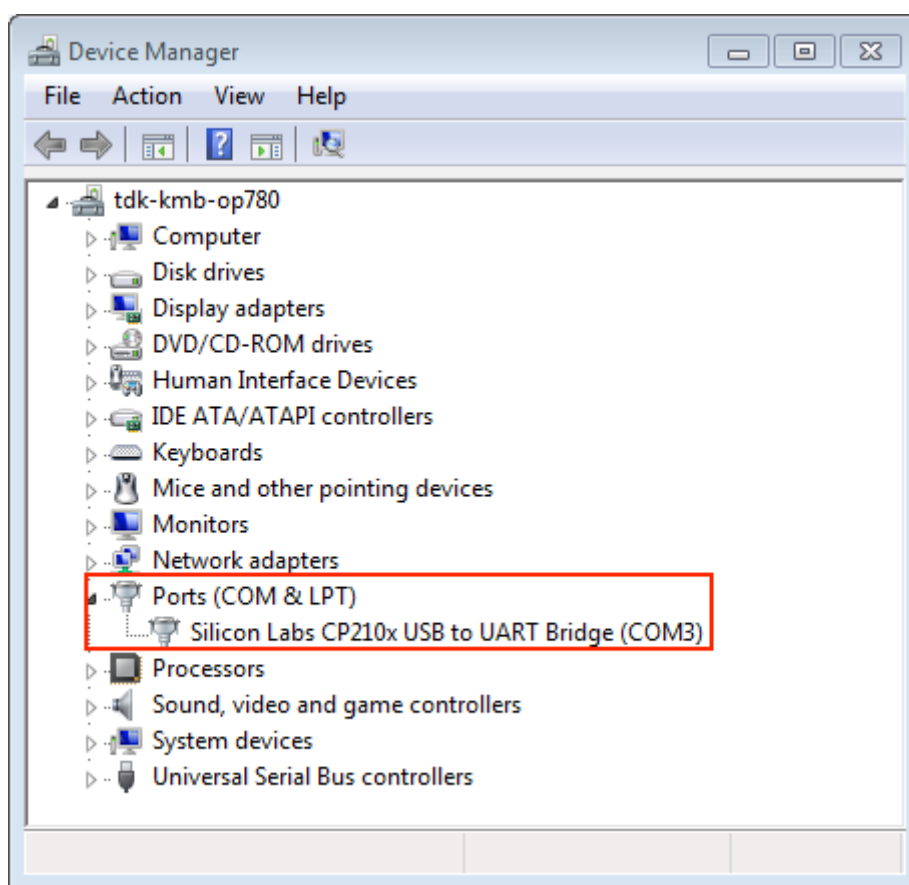 Device Manager
File Action View Help
tdk-kmb-op780
Computer
Disk drives
Display adapters
DVD/CD-ROM drives
Human Interface Devices
IDE ATA/ATAPI controllers
Keyboards
Mice and other pointing devices
Monitors
Network adapters
Ports (COM & LPT)
Silicon Labs CP210x USB to UART Bridge (COM3)
Processors
Sound, video and game controllers
System devices
Universal Serial Bus controllers